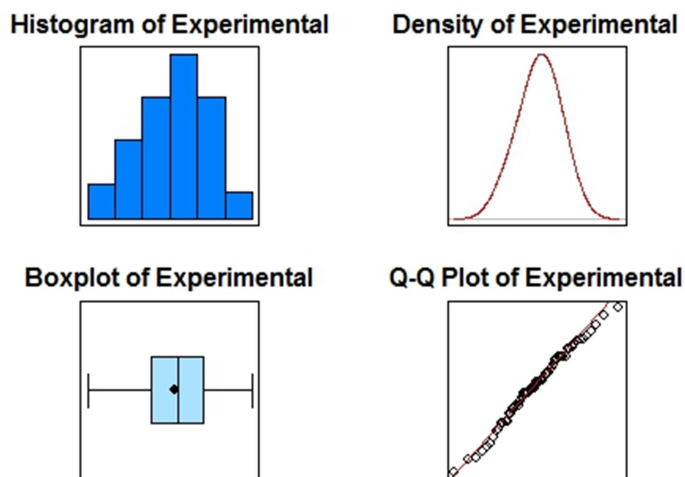 Histogram of Experimental
Density of Experimental
Boxplot of Experimental
Q-Q Plot of Experimental